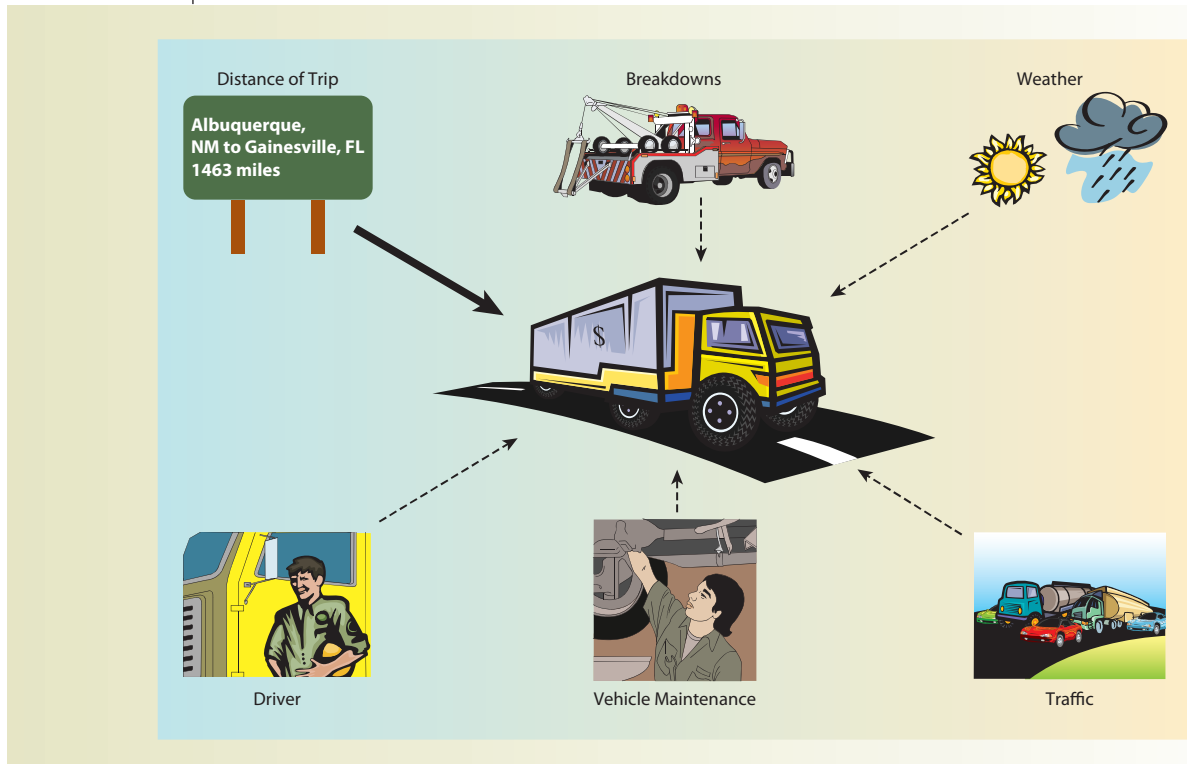 Distance of Trip
Breakdowns
Weather
Albuquerque,
NM to Gainesville, FL
1463 miles
$
Driver
Vehicle Maintenance
Traffic